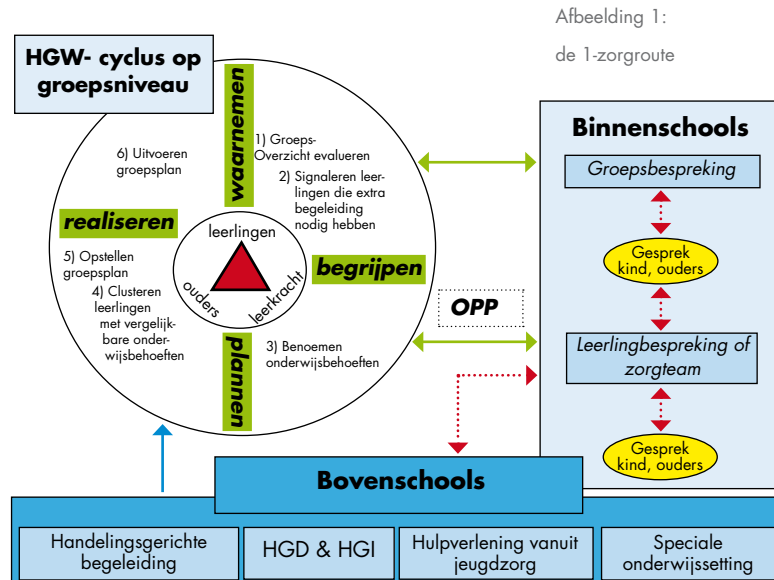 Afbeelding 1:
de 1-zorgroute
HGW- cyclus op
groepsniveau
waarnemen
1) Groeps-
Overzicht evalueren
2) Signaleren leer-
lingen die extra
begeleiding
nodig hebben
begrijpen
3) Benoemen
onderwijsbehoeften
plannen
4) Clusteren
leerlingen
met vergelijk-
bare onder-
wijsbehoeften
5) Opstellen
groepsplan
realiseren
6) Uitvoeren
groepsplan
leerlingen
ouders
leerkracht
OPP
Binnenschools
Groepsbespreking
Gesprek
kind, ouders
Leerlingbespreking of
zorgteam
Gesprek
kind, ouders
Bovenschools
Handelingsgerichte
begeleiding
HGD & HGI
Hulpverlening vanuit
jeugdzorg
Speciale
onderwijssetting